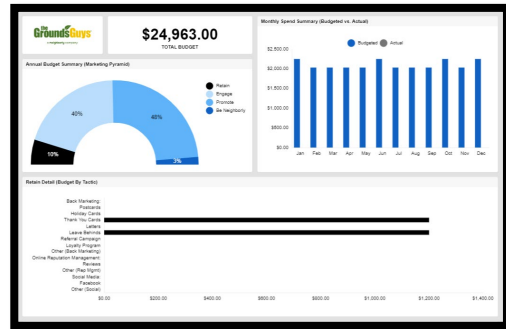 the
GroundsGuys
a neighborly company
$24,963.00
TOTAL BUDGET
Monthly Spend Summary (Budgeted vs. Actual)
Budgeted
Actual
$2,500.00
$2,000.00
$1,500.00
$1,000.00
$500.00
$0.00
Jan Feb Mar Apr May Jun Jul Aug Sep Oct Nov Dec
Annual Budget Summary (Marketing Pyramid)
Retain
Engage
Promote
Be Neighborly
40%
40%
10%
Retain Detail (Budget By Tactic)
Back Marketing:
Postcards
Holiday Cards
Thank You Cards
Letters
Leave Behinds
Referral Campaign
Loyalty Program
Other (Back Marketing)
Online Reputation Management:
Reviews
Other (Rep Mgmt)
Social Media:
Facebook
Other (Social)
$0.00 $200.00 $400.00 $600.00 $800.00 $1,000.00 $1,200.00 $1,400.00